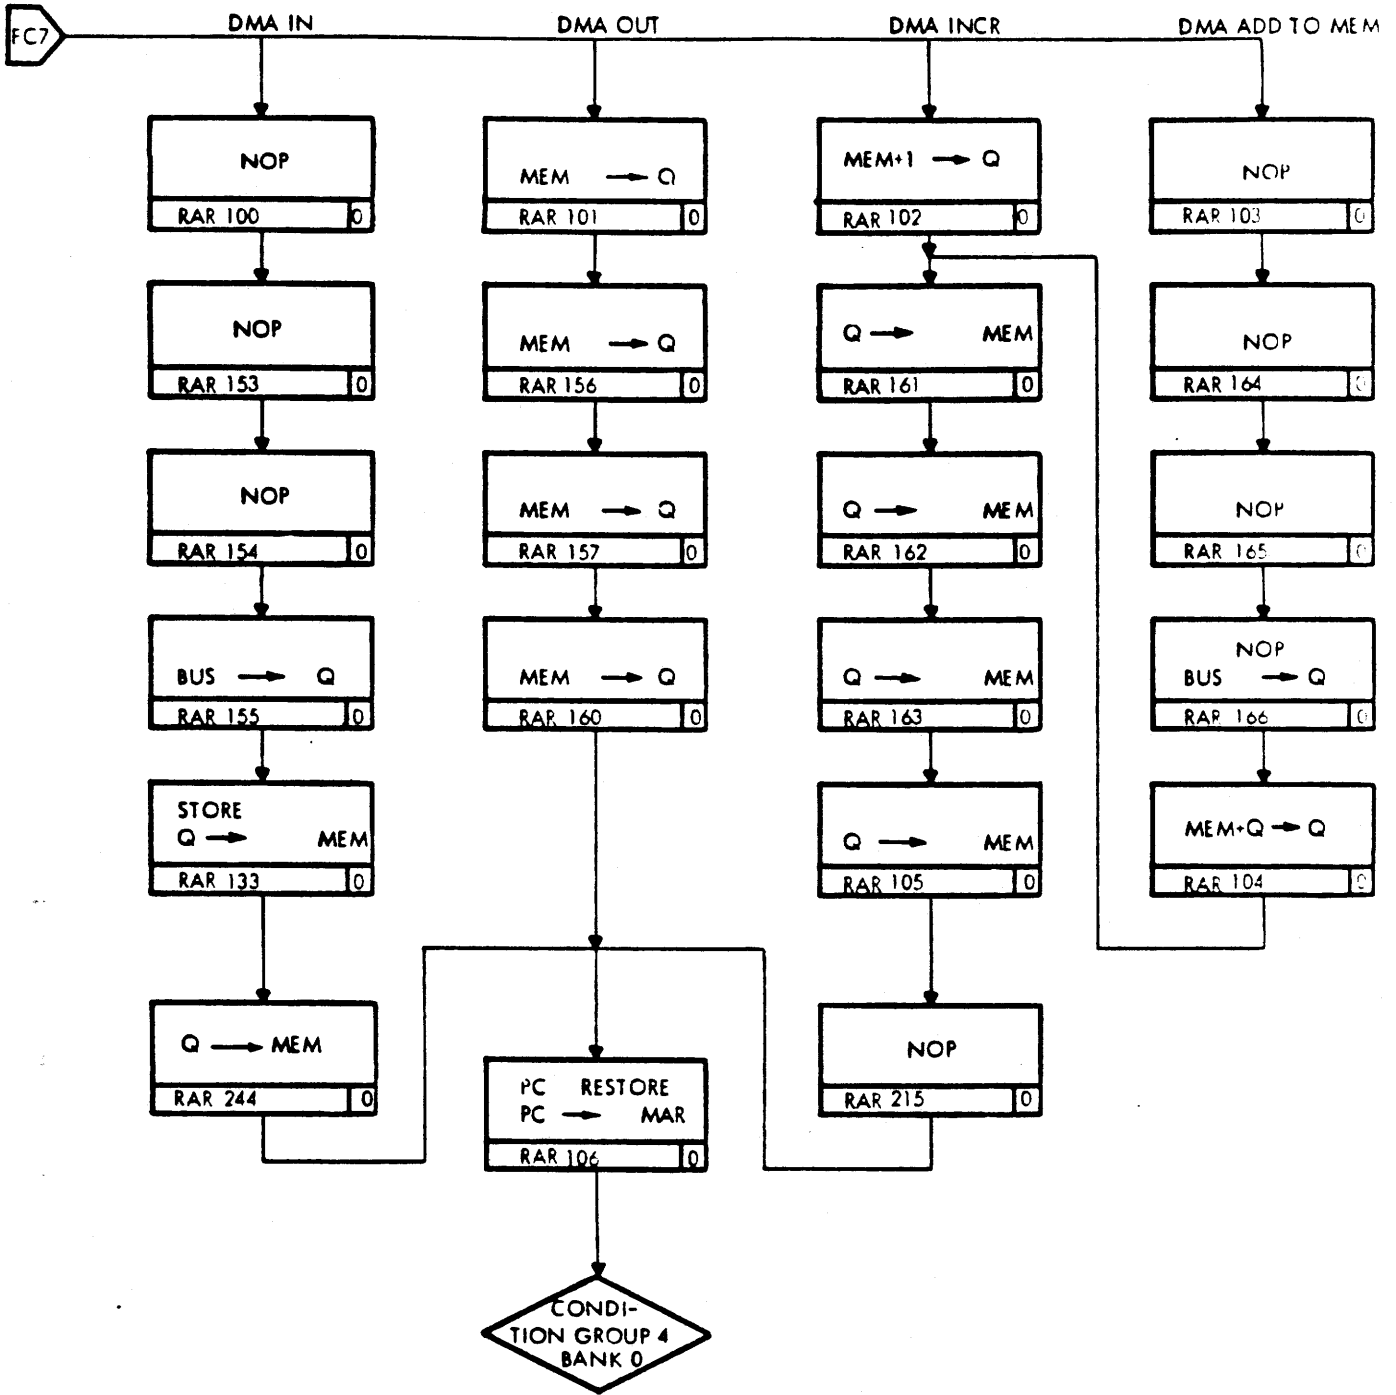 FC7
DMA IN
DMA OUT
DMA INCR
DMA ADD TO MEM
NOP
RAR 100 0
MEM → Q
RAR 101 0
MEM+1 → Q
RAR 102 0
NOP
RAR 103 0
NOP
RAR 153 0
MEM → Q
RAR 156 0
Q → MEM
RAR 161 0
NOP
RAR 164 0
NOP
RAR 154 0
MEM → Q
RAR 157 0
Q → MEM
RAR 162 0
NOP
RAR 165 0
BUS → Q
RAR 155 0
MEM → Q
RAR 160 0
Q → MEM
RAR 163 0
NOP
BUS → Q
RAR 166 0
STORE
Q → MEM
RAR 133 0
Q → MEM
RAR 105 0
MEM+Q → Q
RAR 104 0
Q → MEM
RAR 244 0
PC RESTORE
PC → MAR
RAR 106 0
NOP
RAR 215 0
CONDI-
TION GROUP 4
BANK 0